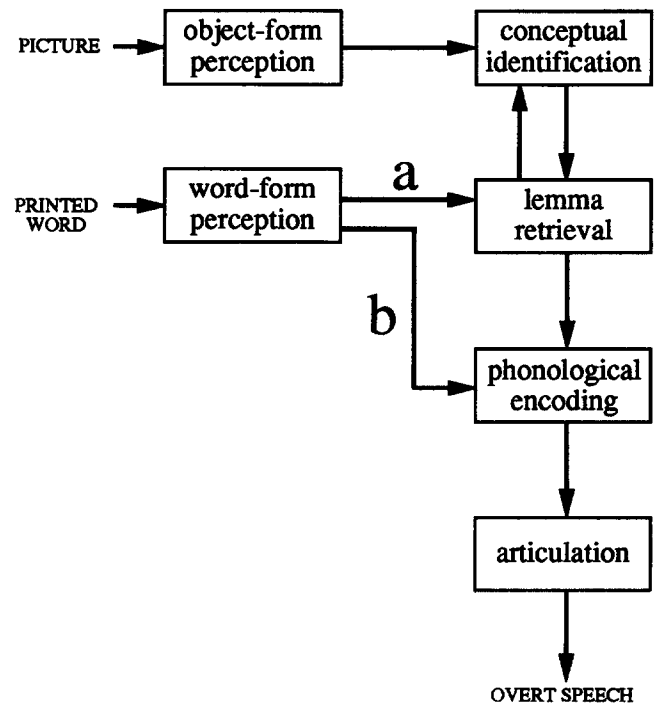 PICTURE
object-form
perception
conceptual
identification
PRINTED
WORD
word-form
perception
a
lemma
retrieval
b
phonological
encoding
articulation
OVERT SPEECH